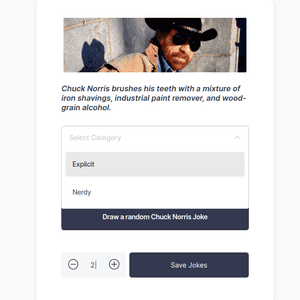 Chuck Norris brushes his teeth with a mixture of
iron shavings, industrial paint remover, and wood-
grain alcohol.
Select Category
Explicit
Nerdy
Draw a random Chuck Norris Joke
2
Save Jokes